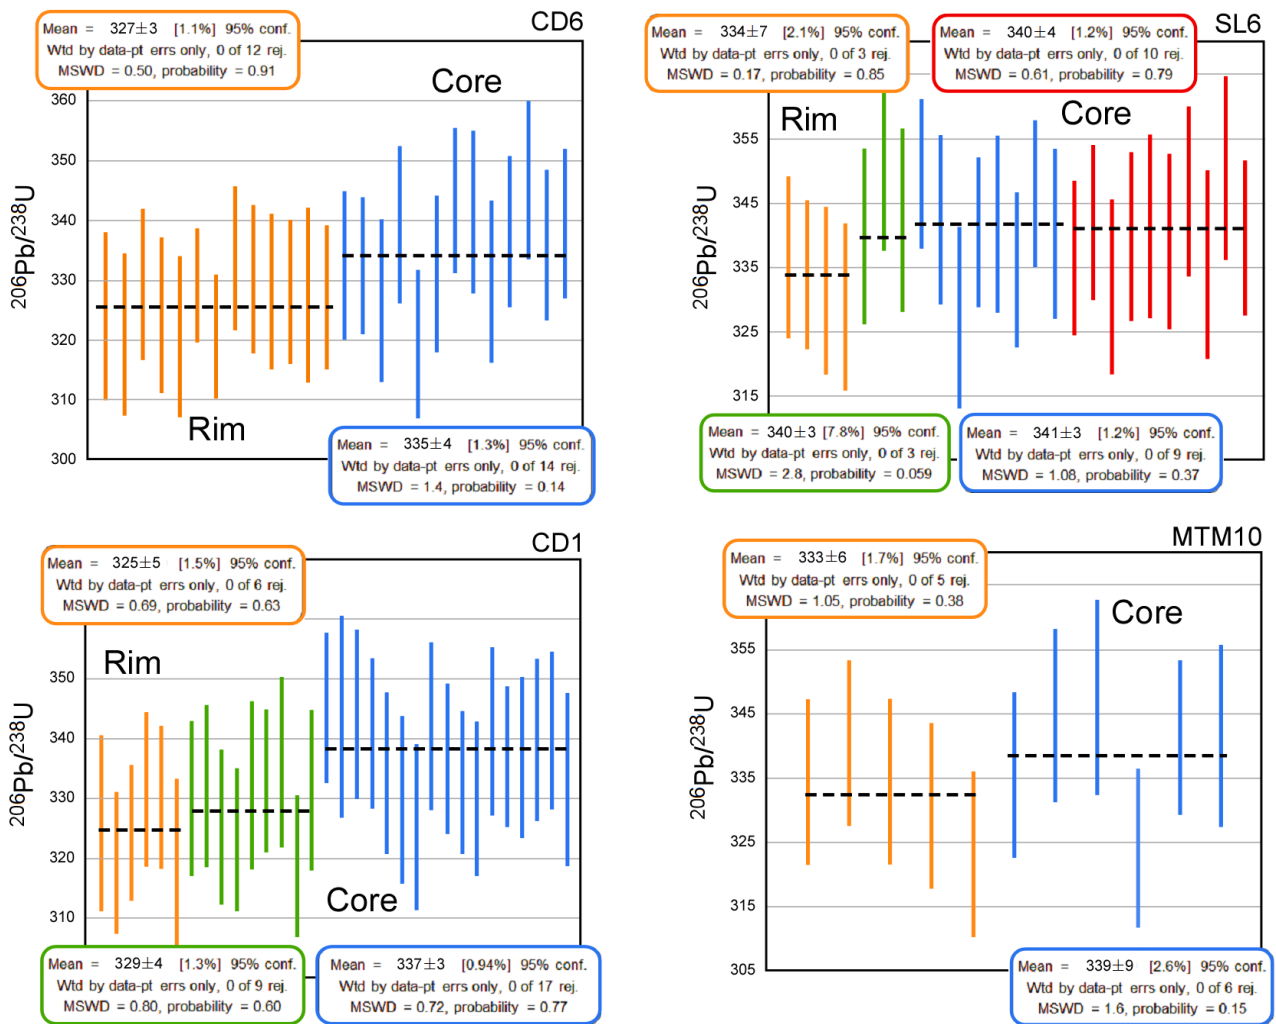 CD6
Mean = 327±3 [1.1%] 95% conf.
Wtd by data-pt errs only, 0 of 12 rej.
MSWD = 0.50, probability = 0.91
Core
360
350
340
330
320
310
300
206Pb/238U
Rim
Mean = 335±4 [1.3%] 95% conf.
Wtd by data-pt errs only, 0 of 14 rej.
MSWD = 1.4, probability = 0.14
SL6
Mean = 334±7 [2.1%] 95% conf.
Wtd by data-pt errs only, 0 of 3 rej.
MSWD = 0.17, probability = 0.85
Mean = 340±4 [1.2%] 95% conf.
Wtd by data-pt errs only, 0 of 10 rej.
MSWD = 0.61, probability = 0.79
Rim
Core
355
345
335
325
315
206Pb/238U
Mean = 340±3 [7.8%] 95% conf.
Wtd by data-pt errs only, 0 of 3 rej.
MSWD = 2.8, probability = 0.059
Mean = 341±3 [1.2%] 95% conf.
Wtd by data-pt errs only, 0 of 9 rej.
MSWD = 1.08, probability = 0.37
CD1
Mean = 325±5 [1.5%] 95% conf.
Wtd by data-pt errs only, 0 of 6 rej.
MSWD = 0.69, probability = 0.63
Rim
350
340
330
320
310
206Pb/238U
Core
Mean = 329±4 [1.3%] 95% conf.
Wtd by data-pt errs only, 0 of 9 rej.
MSWD = 0.80, probability = 0.60
Mean = 337±3 [0.94%] 95% conf.
Wtd by data-pt errs only, 0 of 17 rej.
MSWD = 0.72, probability = 0.77
MTM10
Mean = 333±6 [1.7%] 95% conf.
Wtd by data-pt errs only, 0 of 5 rej.
MSWD = 1.05, probability = 0.38
Core
355
345
335
325
315
305
206Pb/238U
Mean = 339±9 [2.6%] 95% conf.
Wtd by data-pt errs only, 0 of 6 rej.
MSWD = 1.6, probability = 0.15